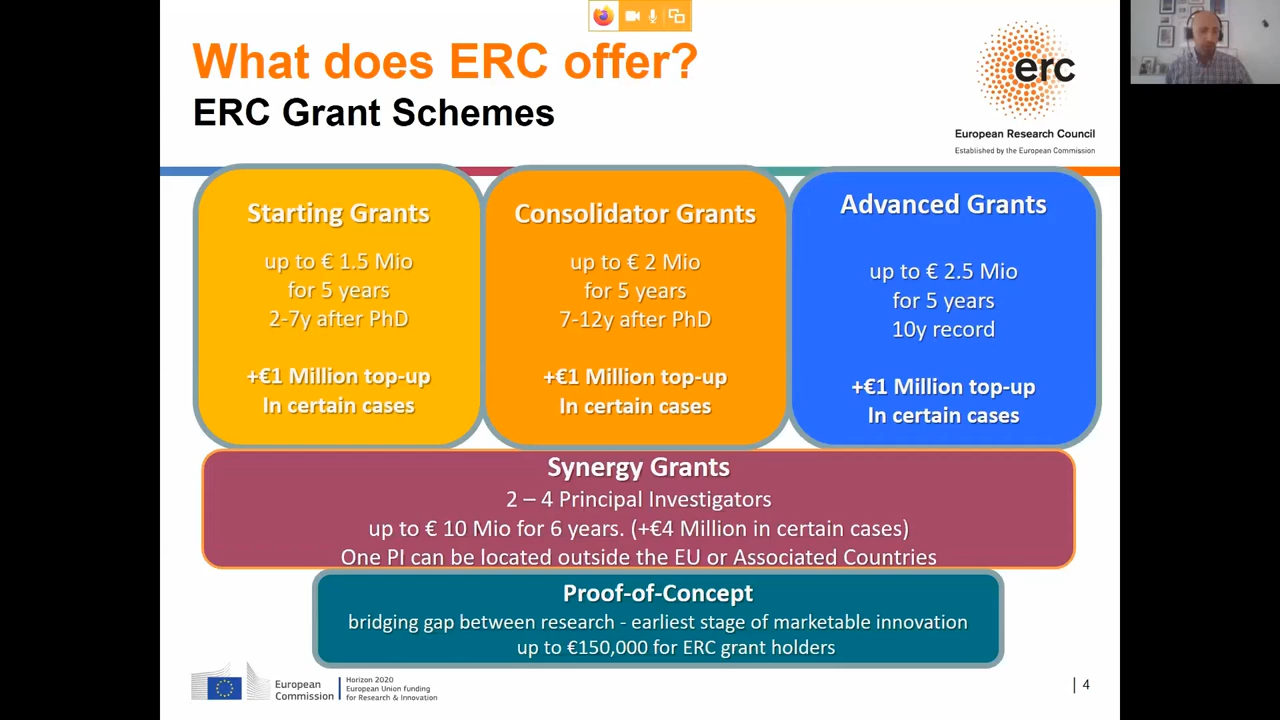 What does ERC offer?
ERC Grant Schemes
erc
European Research Council
Established by the European Commission
Starting Grants
up to € 1.5 Mio
for 5 years
2-7y after PhD
+€1 Million top-up
In certain cases
Consolidator Grants
up to € 2 Mio
for 5 years
7-12y after PhD
+€1 Million top-up
In certain cases
Advanced Grants
up to € 2.5 Mio
for 5 years
10y record
+€1 Million top-up
In certain cases
Synergy Grants
2 – 4 Principal Investigators
up to € 10 Mio for 6 years. (+€4 Million in certain cases)
One PI can be located outside the EU or Associated Countries
Proof-of-Concept
bridging gap between research - earliest stage of marketable innovation
up to €150,000 for ERC grant holders
European
Commission
Horizon 2020
European Union funding
for Research & Innovation
| 4